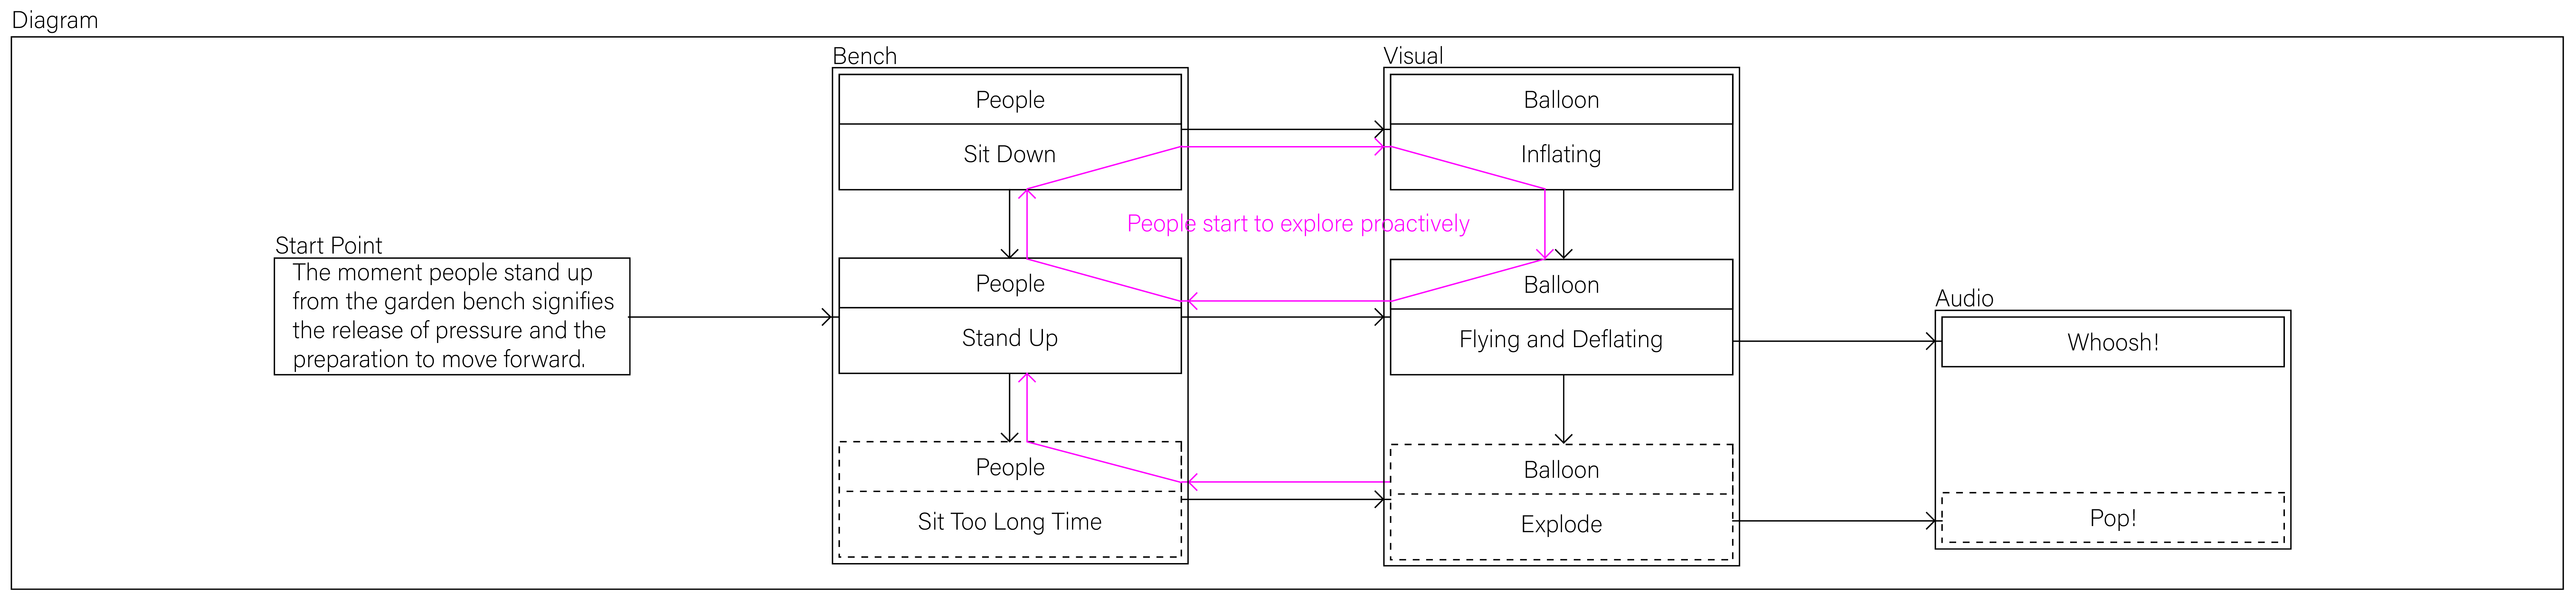 Diagram
Bench
People
Sit Down
Visual
Balloon
Inflating
People start to explore proactively
Start Point
The moment people stand up
from the garden bench signifies
the release of pressure and the
preparation to move forward.
People
Stand Up
Balloon
Flying and Deflating
Audio
Whoosh!
People
Sit Too Long Time
Balloon
Explode
Pop!